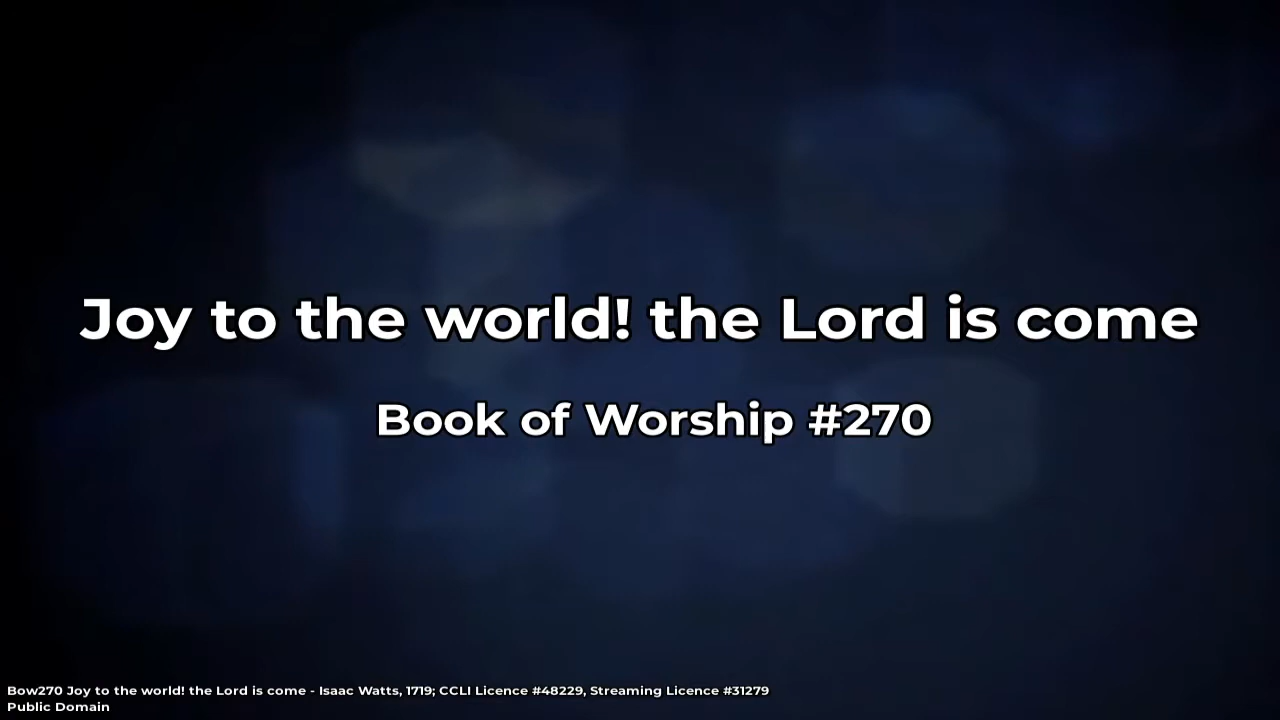 Joy to the world! the Lord is come
Book of Worship #270
Bow270 Joy to the world! the Lord is come - Isaac Watts, 1719; CCLI Licence #48229, Streaming Licence #31279
Public Domain